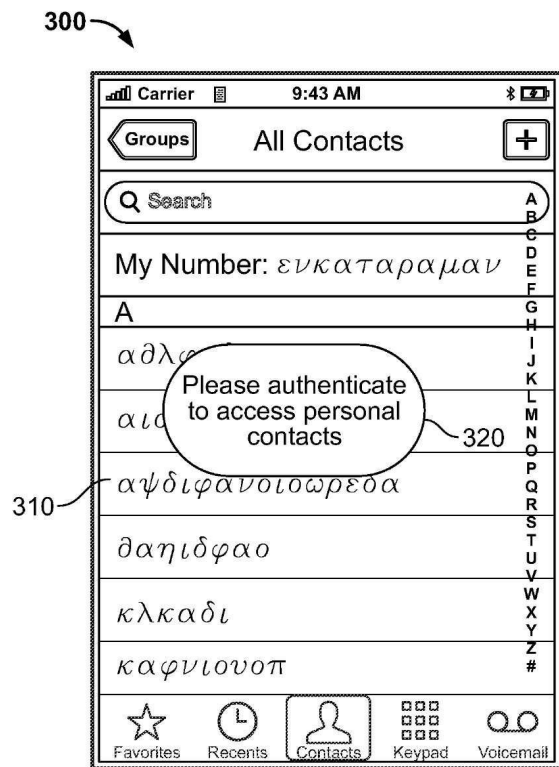 300
Carrier 9:43 AM
Groups All Contacts +
Search
My Number: ενκαταραμαν
A
Please authenticate
to access personal
contacts
320
310
αψδιφανοιοωρεδα
∂αηιδφαο
κλκαδι
καφνιουοπ
A
B
C
D
E
F
G
H
I
J
K
L
M
N
O
P
Q
R
S
T
U
V
W
X
Y
Z
#
Favorites Recents Contacts Keypad Voicemail